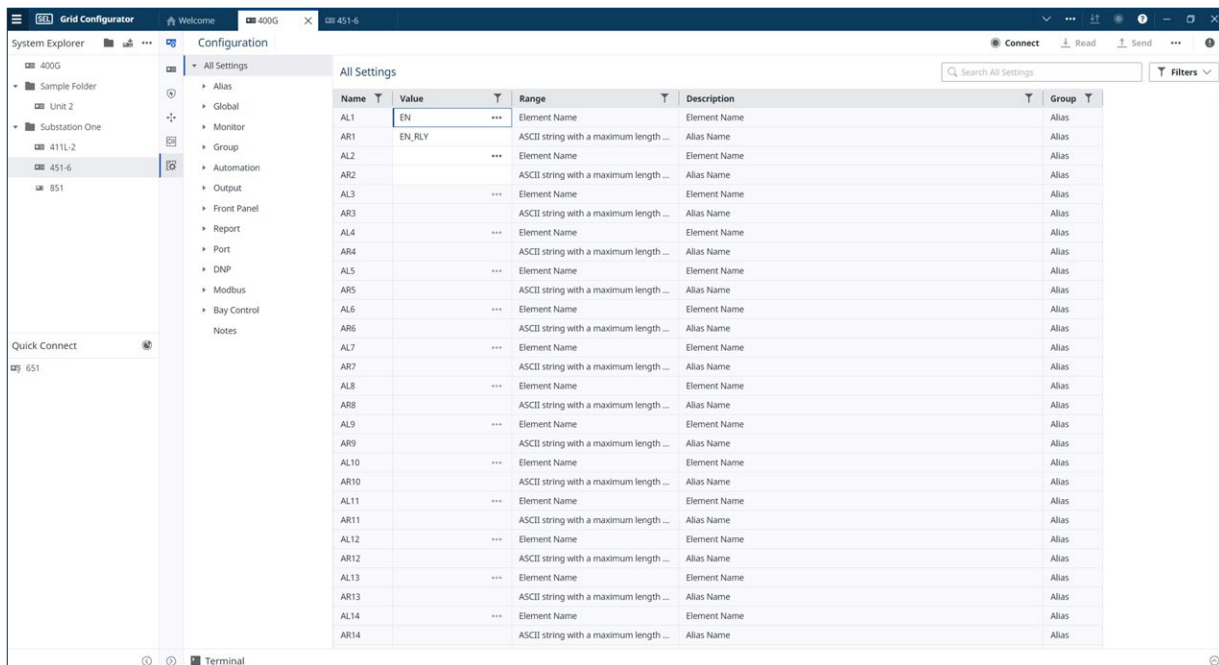 SEL Grid Configurator Welcome 400G 451-6
System Explorer Configuration Connect Read Send
400G
Sample Folder
Unit 2
Substation One
411L-2
451-6
851
Quick Connect
651
All Settings
Alias
Global
Monitor
Group
Automation
Output
Front Panel
Report
Port
DNP
Modbus
Bay Control
Notes
All Settings Search All Settings Filters
Name Value Range Description Group
AL1 EN ... Element Name Element Name Alias
AR1 EN_RLY ASCII string with a maximum length ... Alias Name Alias
AL2 ... Element Name Element Name Alias
AR2 ASCII string with a maximum length ... Alias Name Alias
AL3 ... Element Name Element Name Alias
AR3 ASCII string with a maximum length ... Alias Name Alias
AL4 ... Element Name Element Name Alias
AR4 ASCII string with a maximum length ... Alias Name Alias
AL5 ... Element Name Element Name Alias
AR5 ASCII string with a maximum length ... Alias Name Alias
AL6 ... Element Name Element Name Alias
AR6 ASCII string with a maximum length ... Alias Name Alias
AL7 ... Element Name Element Name Alias
AR7 ASCII string with a maximum length ... Alias Name Alias
AL8 ... Element Name Element Name Alias
AR8 ASCII string with a maximum length ... Alias Name Alias
AL9 ... Element Name Element Name Alias
AR9 ASCII string with a maximum length ... Alias Name Alias
AL10 ... Element Name Element Name Alias
AR10 ASCII string with a maximum length ... Alias Name Alias
AL11 ... Element Name Element Name Alias
AR11 ASCII string with a maximum length ... Alias Name Alias
AL12 ... Element Name Element Name Alias
AR12 ASCII string with a maximum length ... Alias Name Alias
AL13 ... Element Name Element Name Alias
AR13 ASCII string with a maximum length ... Alias Name Alias
AL14 ... Element Name Element Name Alias
AR14 ASCII string with a maximum length ... Alias Name Alias
Terminal